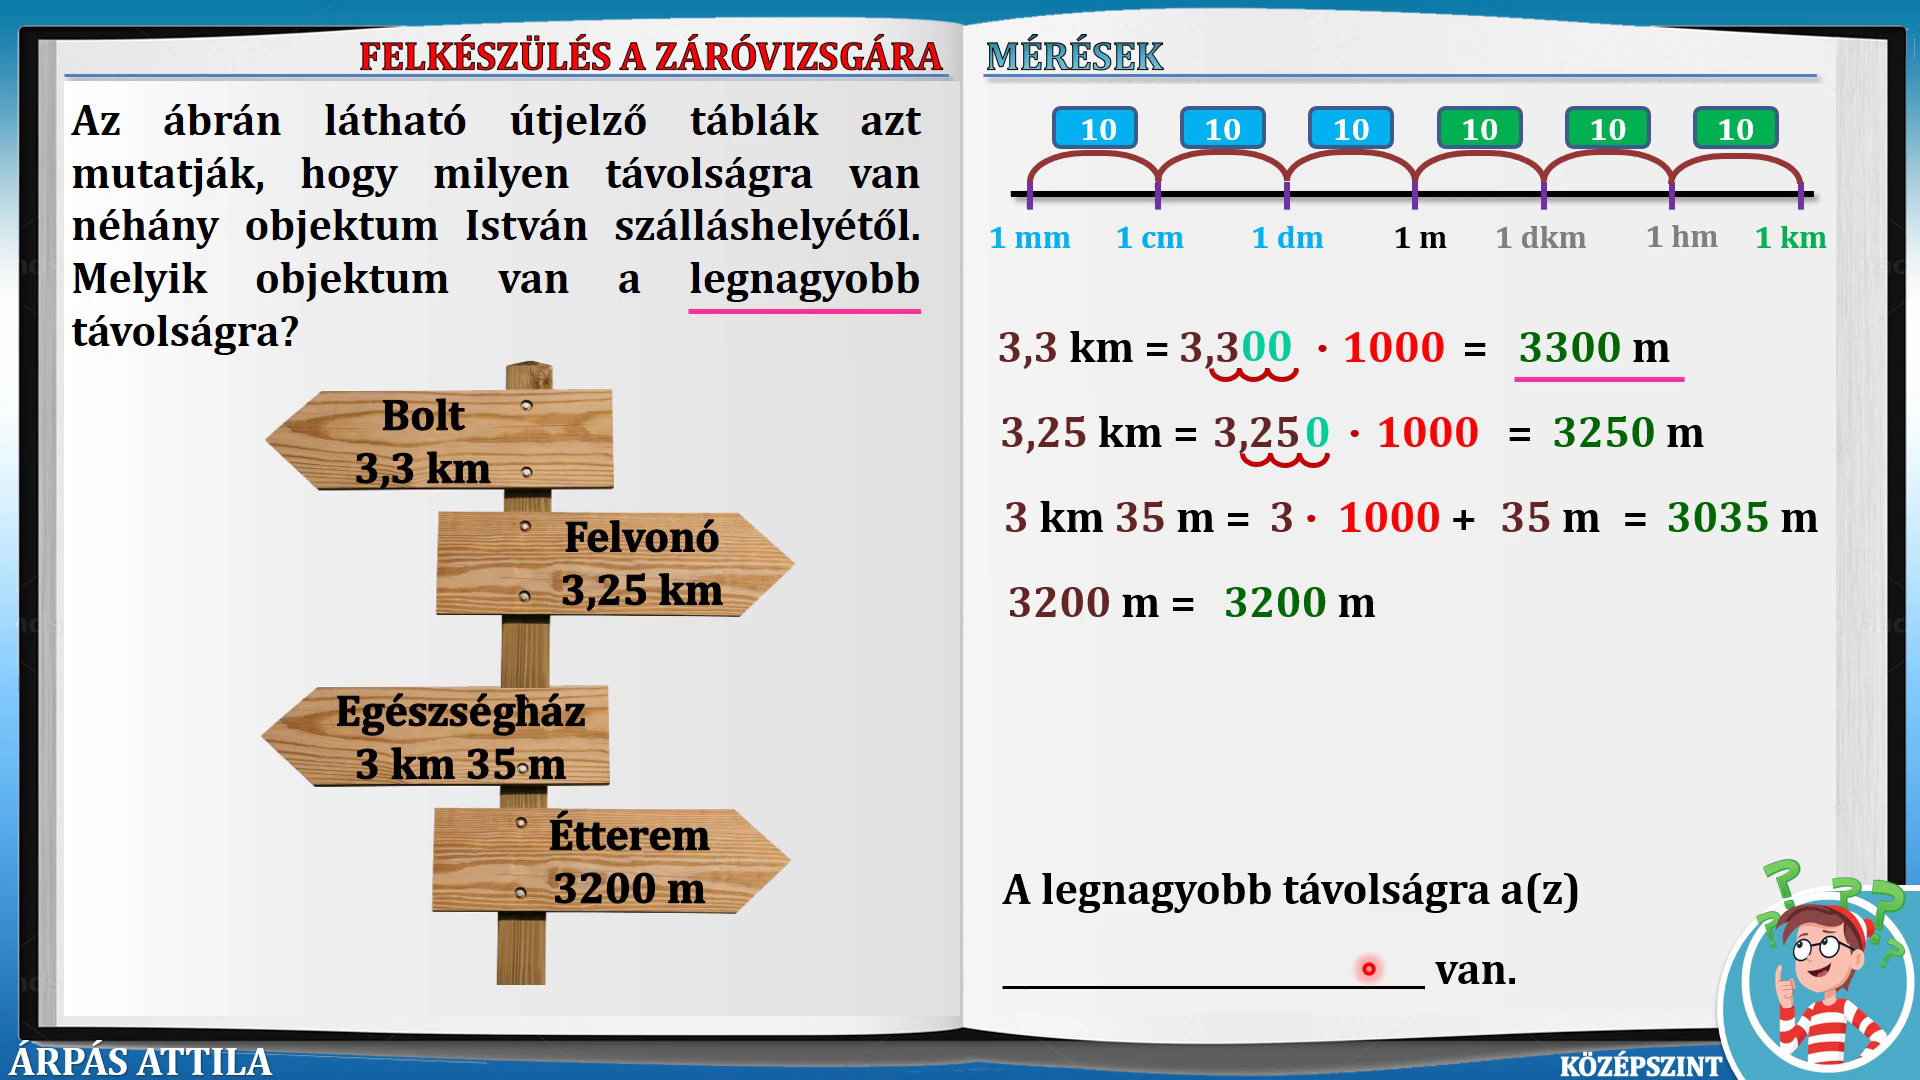 FELKÉSZÜLÉS A ZÁRÓVIZSGÁRA
Az ábrán látható útjelző táblák azt
mutatják, hogy milyen távolságra van
néhány objektum István szálláshelyétől.
Melyik objektum van a legnagyobb
távolságra?
Bolt
3,3 km
Felvonó
3,25 km
Egészségház
3 km 35 m
Étterem
3200 m
MÉRÉSEK
10 10 10 10 10 10
1 mm 1 cm 1 dm 1 m 1 dkm 1 hm 1 km
3,3 km = 3,300 · 1000 = 3300 m
3,25 km = 3,250 · 1000 = 3250 m
3 km 35 m = 3 · 1000 + 35 m = 3035 m
3200 m = 3200 m
A legnagyobb távolságra a(z)
____________________ van.
ÁRPÁS ATTILA
KÖZÉPSZINT